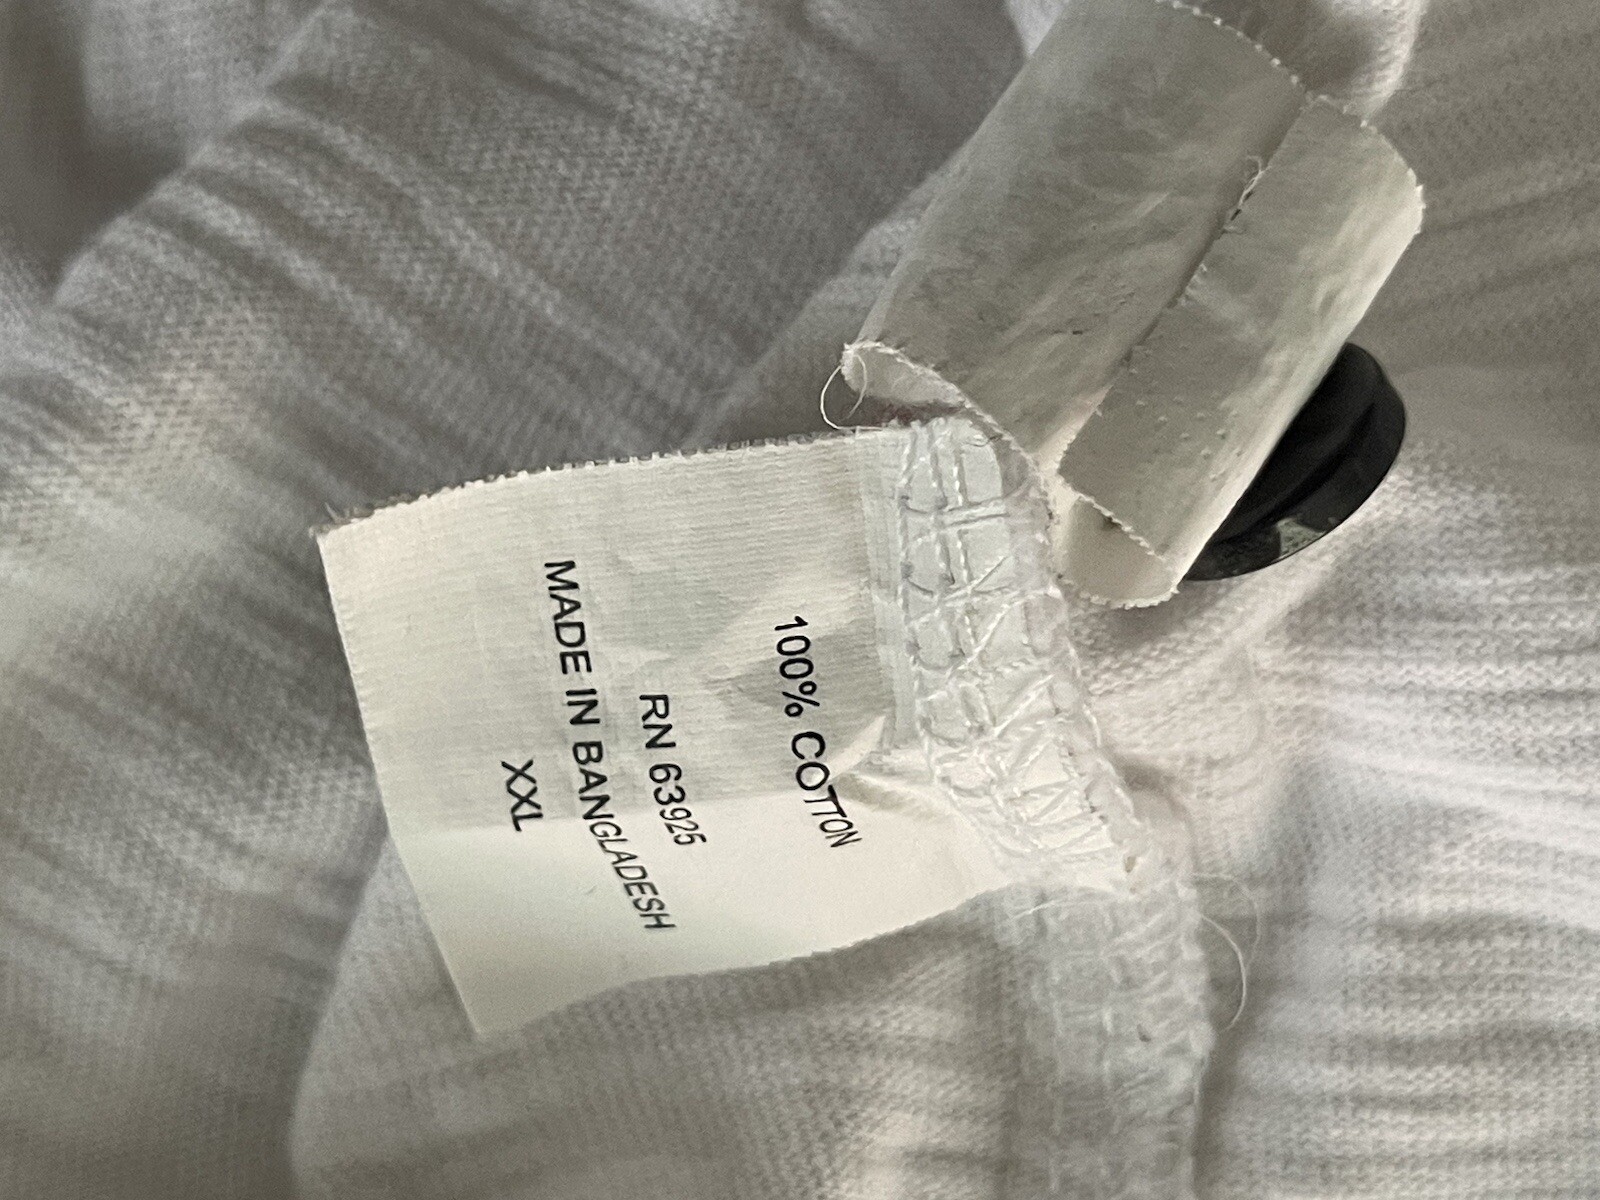 100% COTTON
RN 63925
MADE IN BANGLADESH
XXL